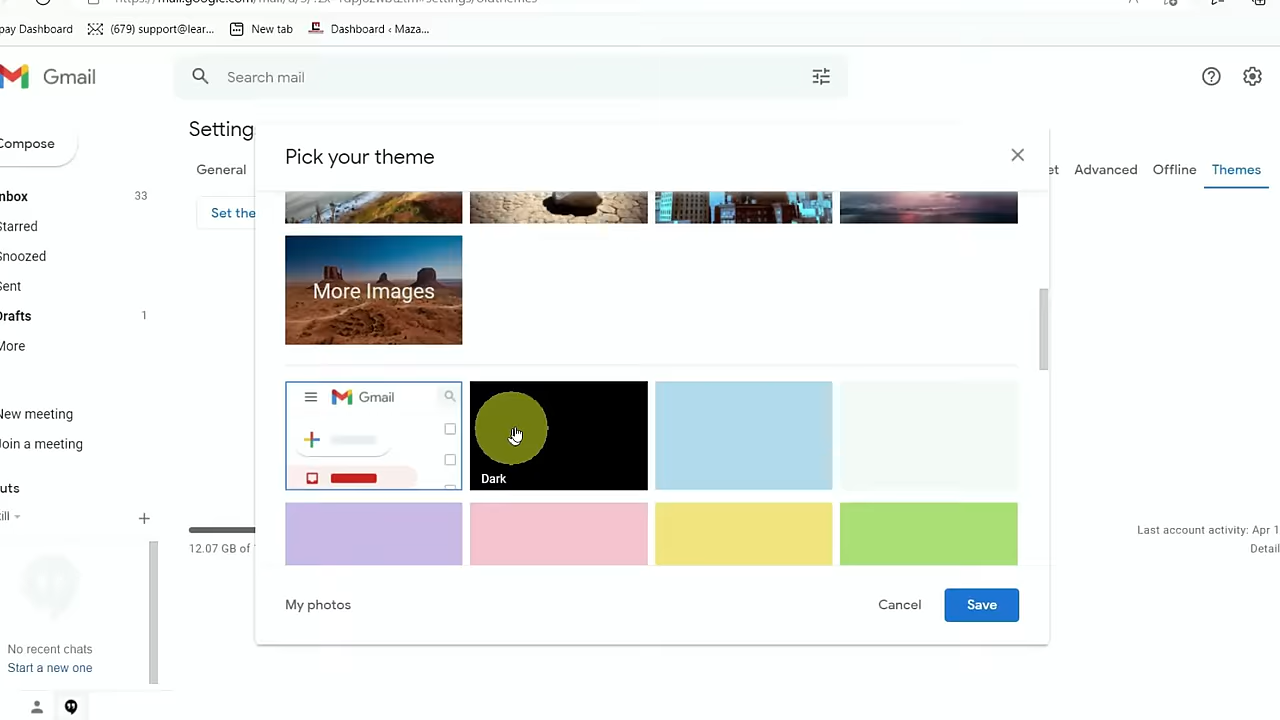 pay Dashboard
(679) support@lear...
New tab
Dashboard ‹ Maza...
Gmail
Search mail
Compose
Setting
Pick your theme
General
Advanced
Offline
Themes
nbox
33
Set the
Starred
Snoozed
Sent
Drafts
1
More
More Images
Gmail
Dark
New meeting
Join a meeting
uts
12.07 GB of
Last account activity: Apr 1
Detail
My photos
Cancel
Save
No recent chats
Start a new one